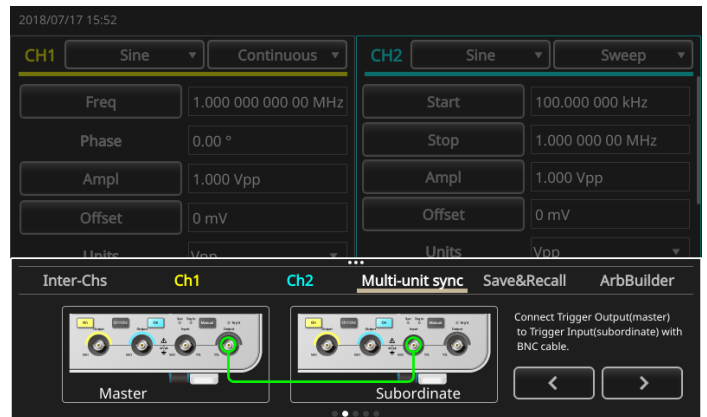 2018/07/17 15:52
CH1 Sine Continuous CH2 Sine Sweep
Freq 1.000 000 000 00 MHz Start 100.000 000 kHz
Phase 0.00 ° Stop 1.000 000 00 MHz
Ampl 1.000 Vpp Ampl 1.000 Vpp
Offset 0 mV Offset 0 mV
Units Vpp Units Vpp
Inter-Chs Ch1 Ch2 Multi-unit sync Save&Recall ArbBuilder
Connect Trigger Output(master)
to Trigger Input(subordinate) with
BNC cable.
Master Subordinate